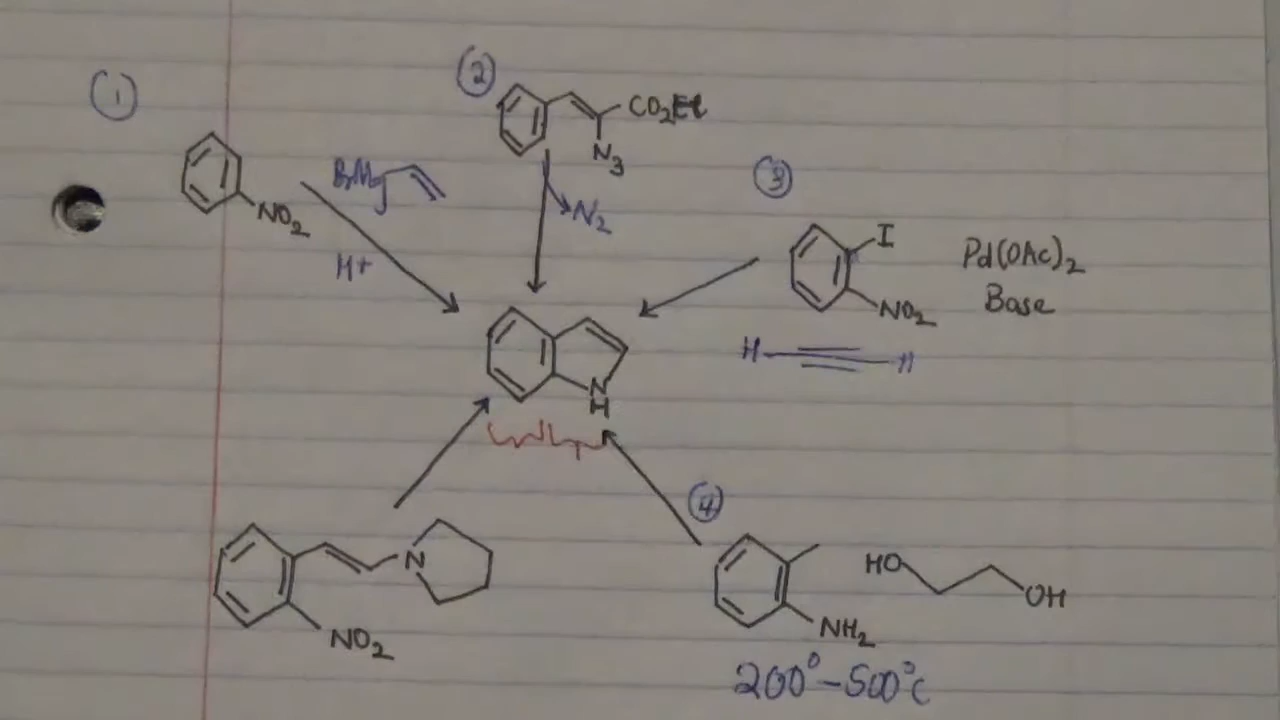 ①
NO₂
BrMg
H+
②
CO₂Et
N₃
N₂
③
I
NO₂
Pd(OAc)₂
Base
H
H
N
H
④
NH₂
HO
OH
200° - 500°C
N
NO₂